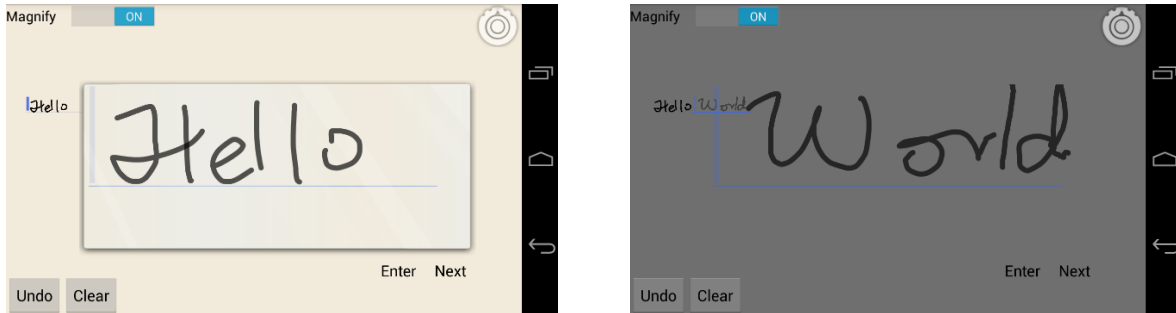 Magnify ON
Hello
Hello
Enter Next
Undo Clear
Magnify ON
Hello World
World
Enter Next
Undo Clear